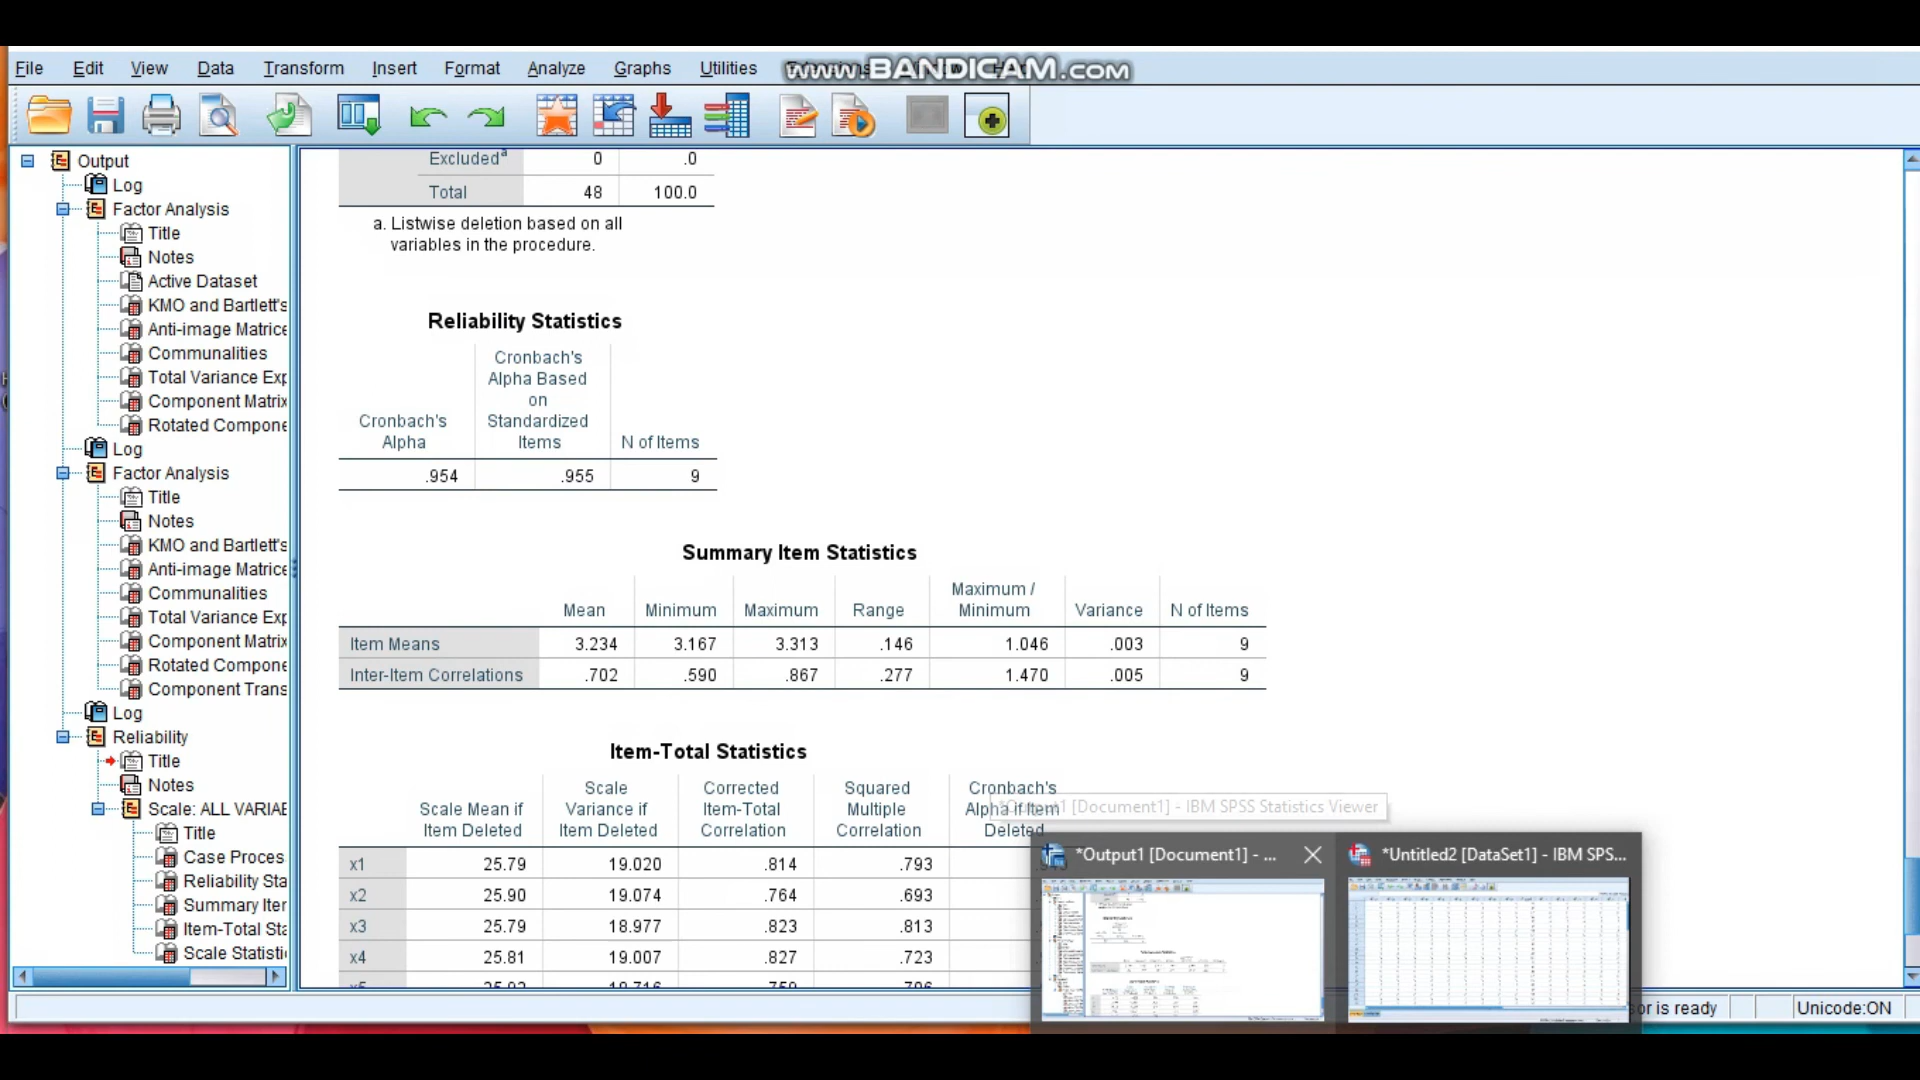 File Edit View Data Transform Insert Format Analyze Graphs Utilities
www.BANDICAM.com
Output
Log
Factor Analysis
Title
Notes
Active Dataset
KMO and Bartlett's
Anti-image Matrice
Communalities
Total Variance Exp
Component Matrix
Rotated Compone
Log
Factor Analysis
Title
Notes
KMO and Bartlett's
Anti-image Matrice
Communalities
Total Variance Exp
Component Matrix
Rotated Compone
Component Trans
Log
Reliability
Title
Notes
Scale: ALL VARIAE
Title
Case Proces
Reliability Sta
Summary Iter
Item-Total Sta
Scale Statisti
Excludedª 0 .0
Total 48 100.0
a. Listwise deletion based on all
variables in the procedure.
Reliability Statistics
Cronbach's Alpha
Cronbach's Alpha Based on Standardized Items
N of Items
.954 .955 9
Summary Item Statistics
Mean Minimum Maximum Range Maximum / Minimum Variance N of Items
Item Means 3.234 3.167 3.313 .146 1.046 .003 9
Inter-Item Correlations .702 .590 .867 .277 1.470 .005 9
Item-Total Statistics
Scale Mean if Item Deleted
Scale Variance if Item Deleted
Corrected Item-Total Correlation
Squared Multiple Correlation
Cronbach's Alpha if Item Deleted
x1 25.79 19.020 .814 .793
x2 25.90 19.074 .764 .693
x3 25.79 18.977 .823 .813
x4 25.81 19.007 .827 .723
[Document1] - IBM SPSS Statistics Viewer
*Output1 [Document1] - ...
*Untitled2 [DataSet1] - IBM SPS...
or is ready
Unicode:ON